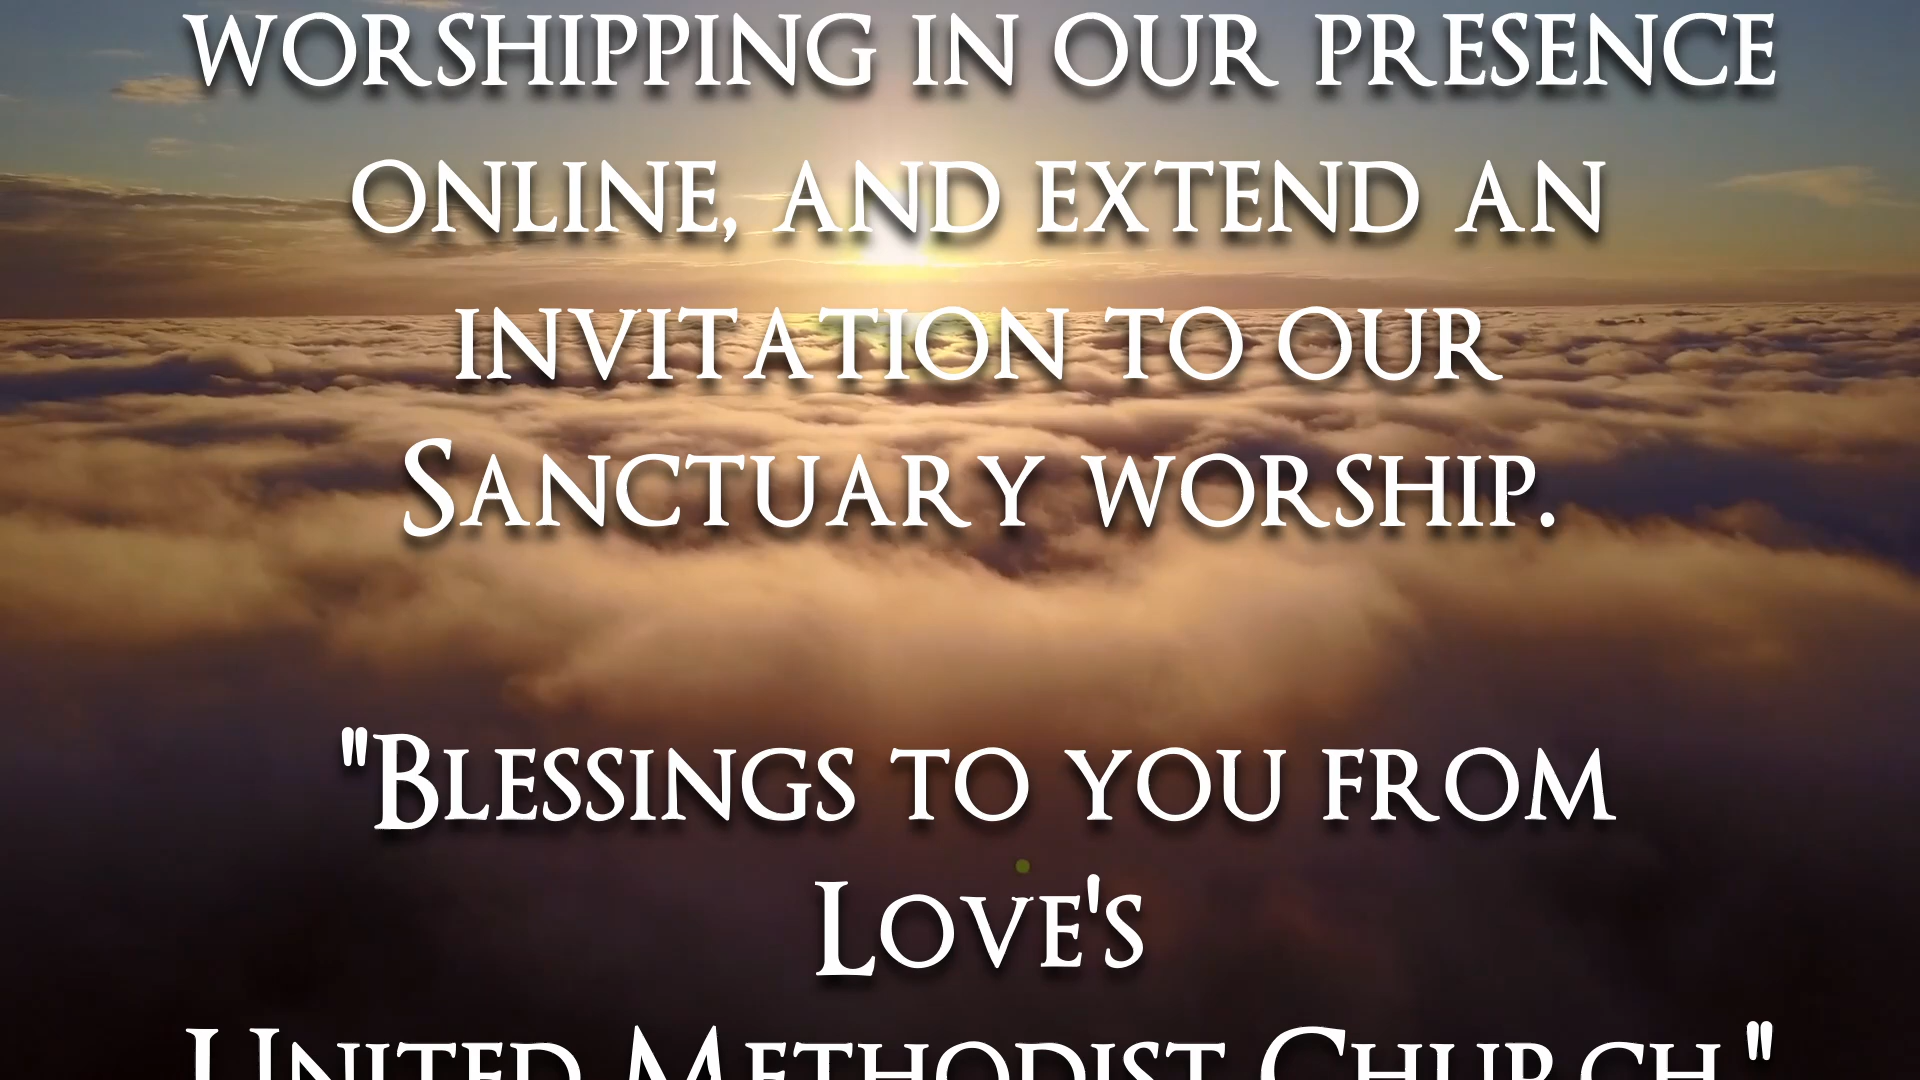 worshipping in our presence
online, and extend an
invitation to our
Sanctuary worship.
"Blessings to you from
Love's
United Methodist Church."